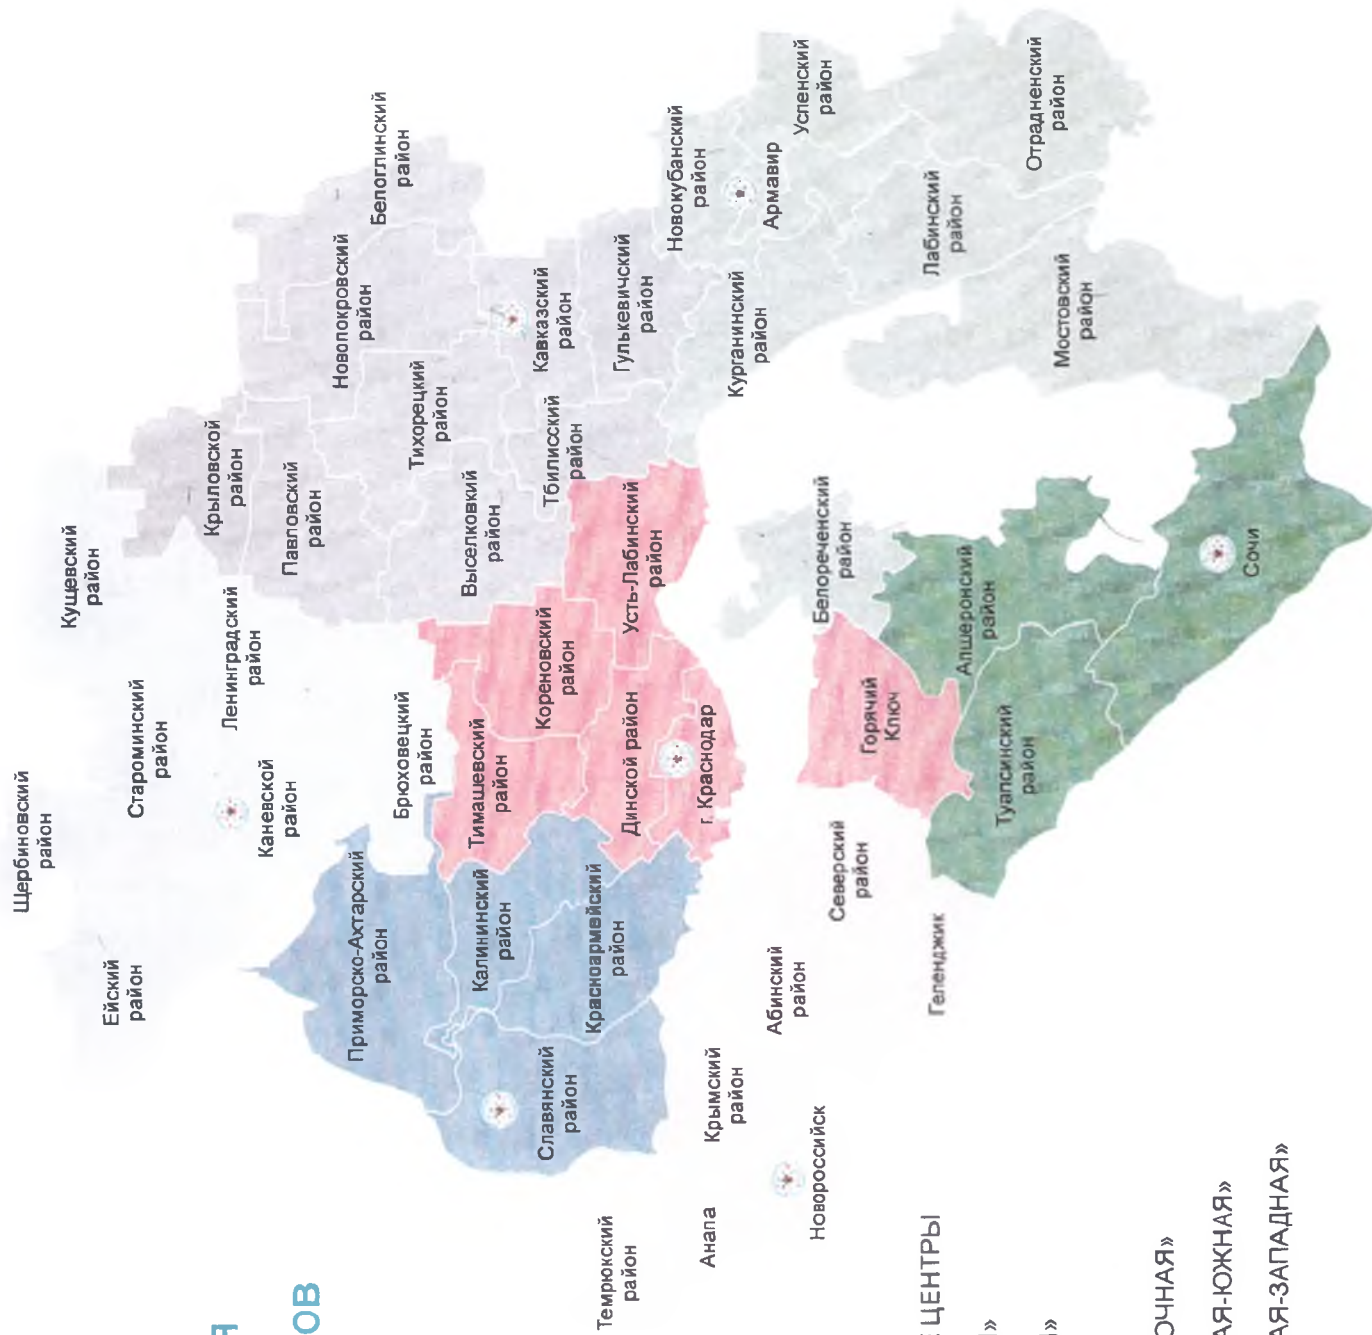 Я
ОВ
Щербиновский
район
Кущевский
район
Ейский
район
Староминский
район
Ленинградский
район
Крыловской
район
Каневской
район
Павловский
район
Белоглинский
район
Новопокровский
район
Приморско-Ахтарский
район
Брюховецкий
район
Тихорецкий
район
Выселковский
район
Калининский
район
Тимашевский
район
Кореновский
район
Тбилисский
район
Кавказский
район
Славянский
район
Красноармейский
район
Динской район
Усть-Лабинский
район
Гулькевичский
район
Темрюкский
район
г. Краснодар
Новокубанский
район
Анапа
Крымский
район
Курганинский
район
Армавир
Успенский
район
Новороссийск
Абинский
район
Белореченский
район
Северский
район
Горячий
Ключ
Лабинский
район
Геленджик
Апшеронский
район
Туапсинский
район
Отрадненский
район
Мостовский
район
Сочи
ЦЕНТРЫ
ОЧНАЯ»
АЯ-ЮЖНАЯ»
АЯ-ЗАПАДНАЯ»